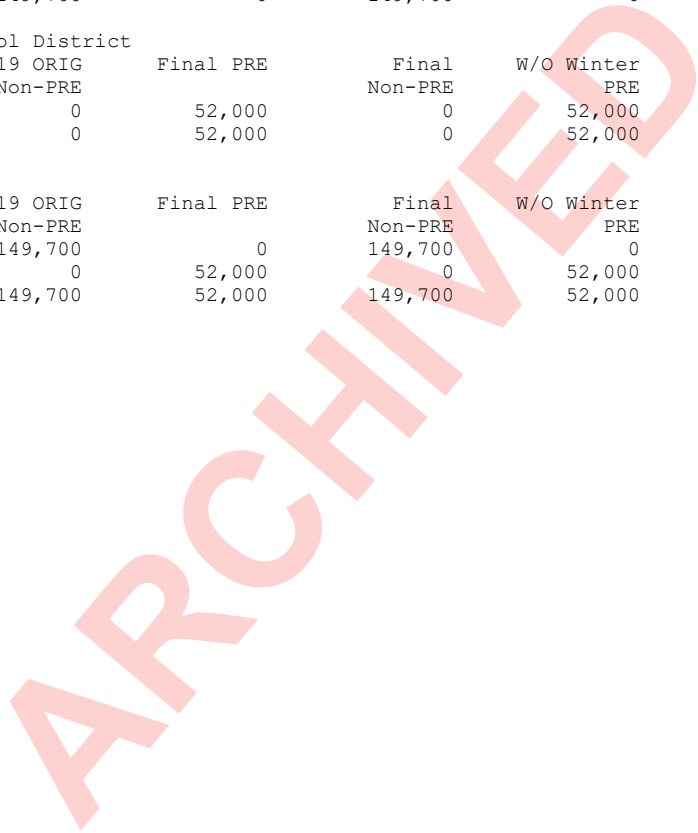 ol District
19 ORIG Final PRE Final W/O Winter
Non-PRE Non-PRE PRE
0 52,000 0 52,000
0 52,000 0 52,000
19 ORIG Final PRE Final W/O Winter
Non-PRE Non-PRE PRE
149,700 0 149,700 0
0 52,000 0 52,000
149,700 52,000 149,700 52,000
ARCHIVED